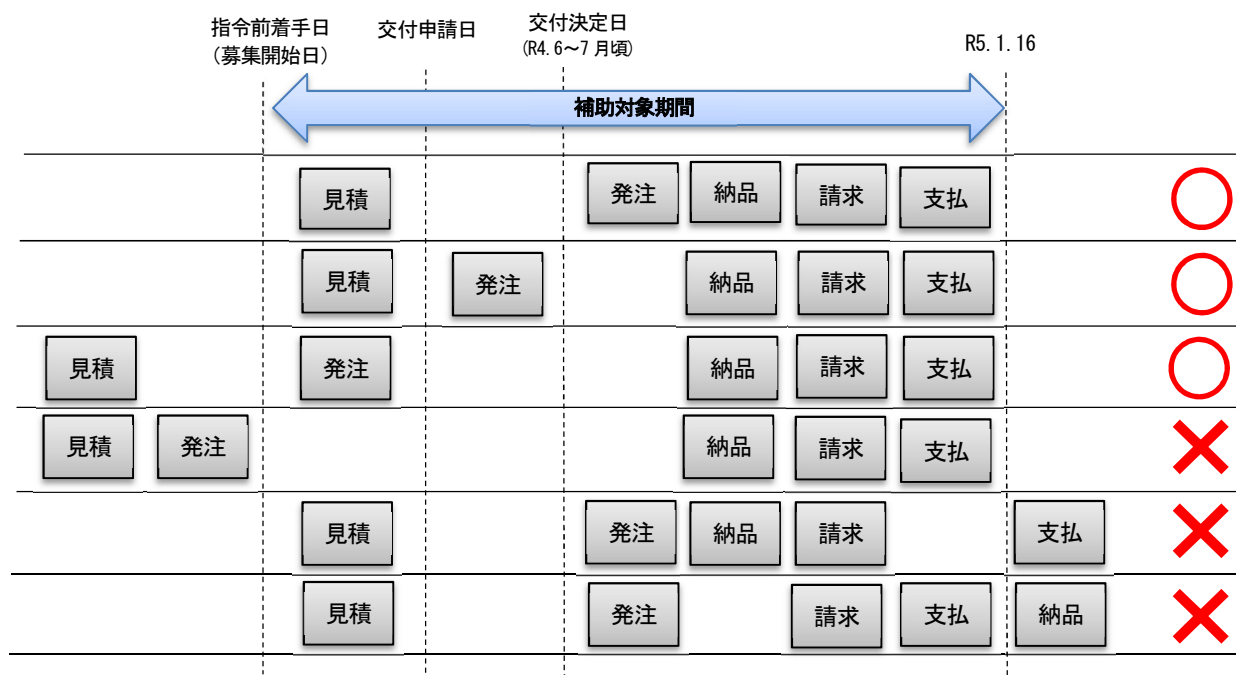 指令前着手日
(募集開始日)
交付申請日
交付決定日
(R4.6～7月頃)
R5.1.16
補助対象期間
見積 発注 納品 請求 支払
見積 発注 納品 請求 支払
見積 発注 納品 請求 支払
見積 発注 納品 請求 支払
見積 発注 納品 請求 支払
見積 発注 請求 支払 納品